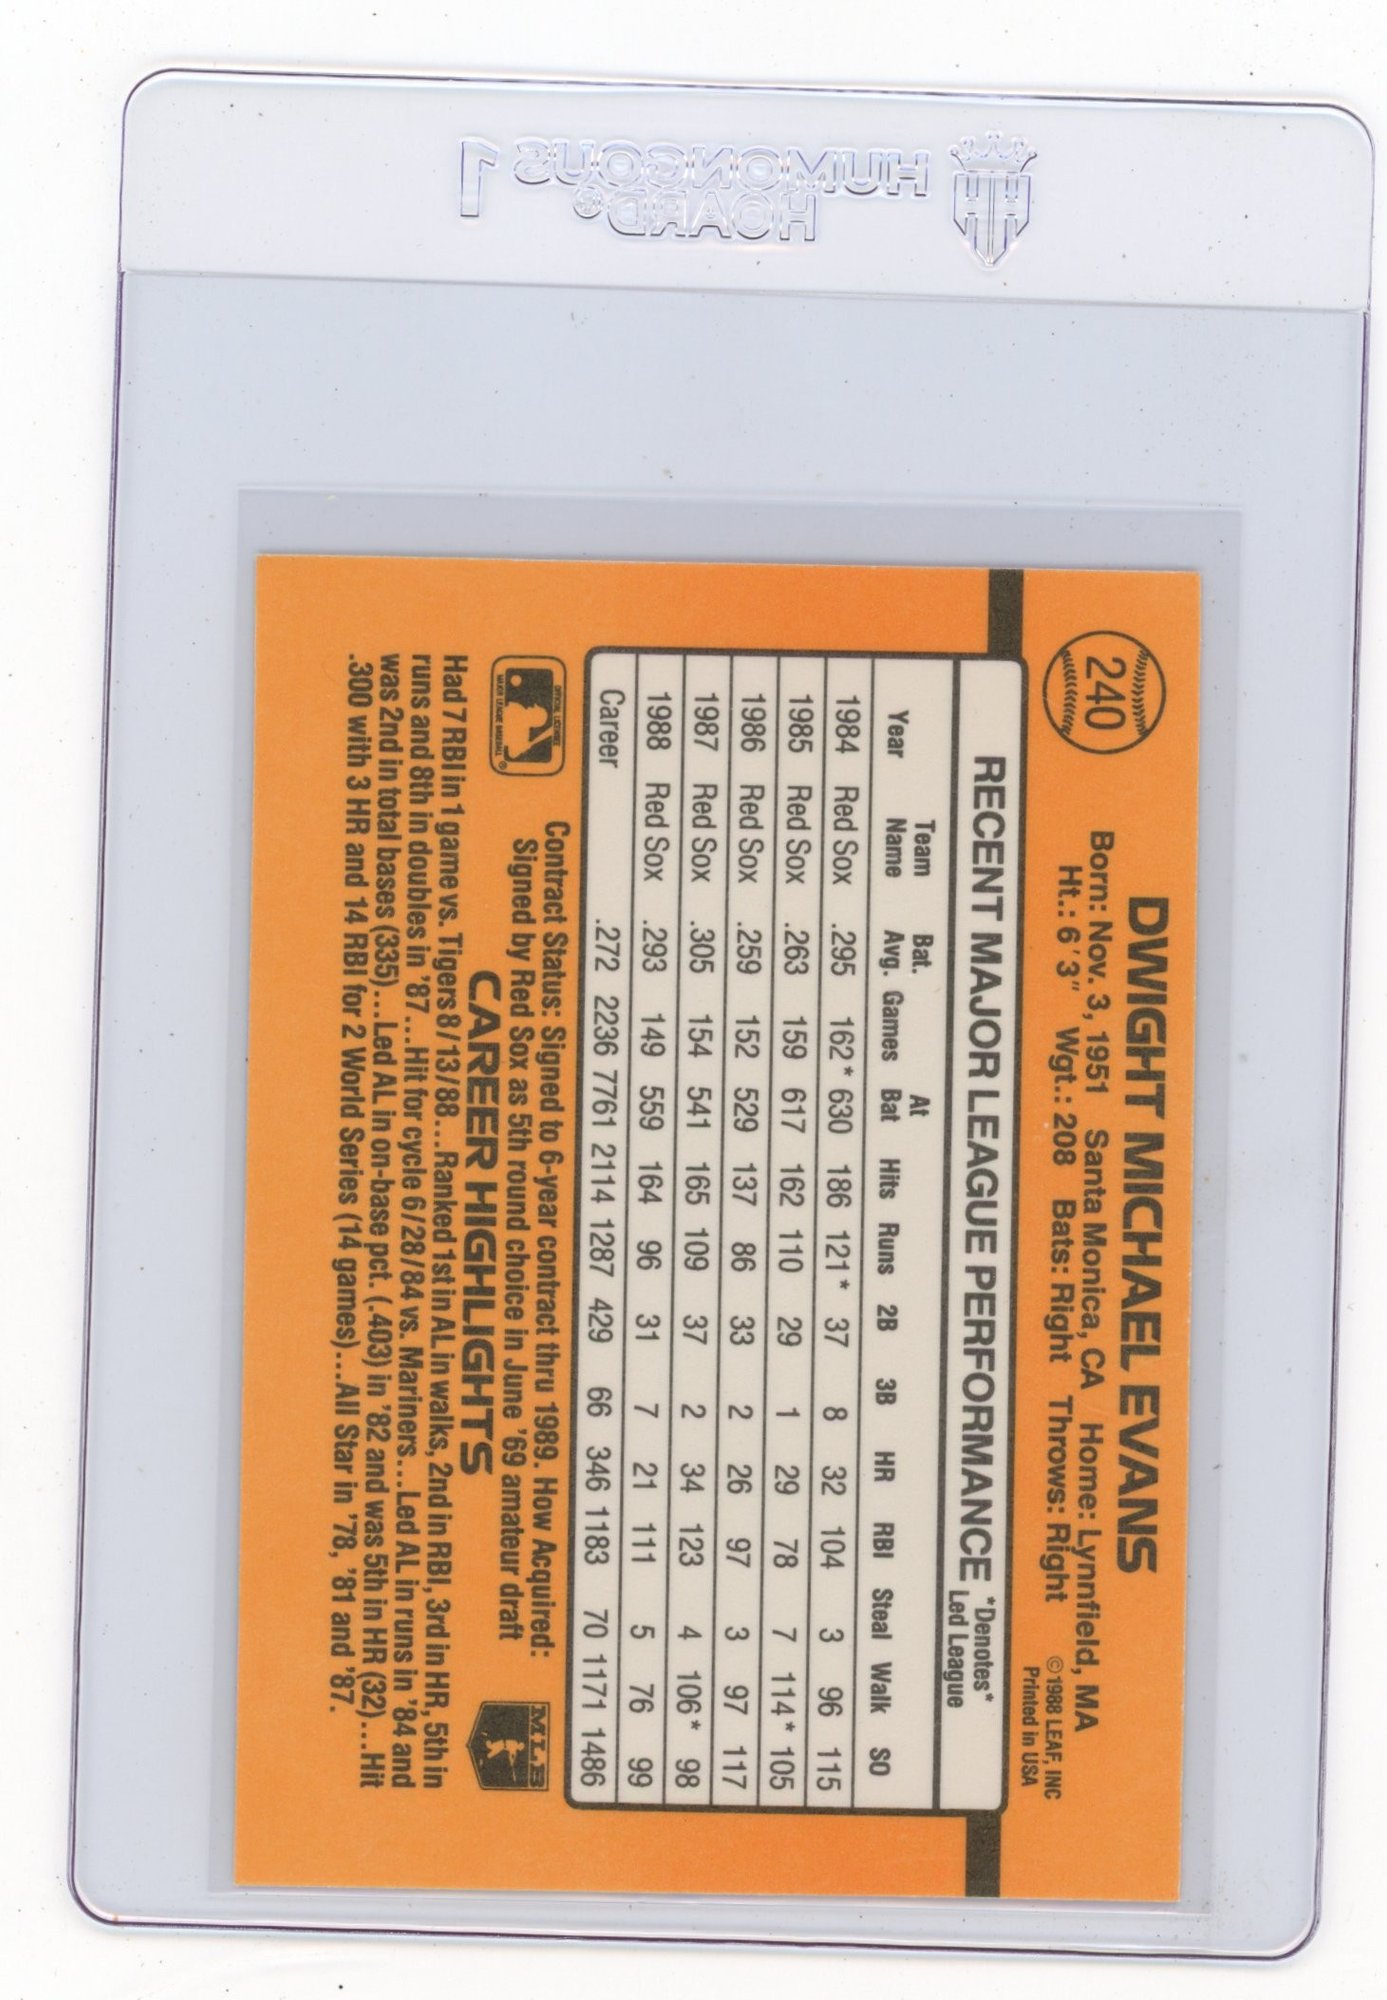 HUMONGOUS 1
HOARD®
240
DWIGHT MICHAEL EVANS
Born: Nov. 3, 1951 Santa Monica, CA Home: Lynnfield, MA
Ht.: 6'3" Wgt.: 208 Bats: Right Throws: Right
©1988 LEAF, INC
Printed in USA
RECENT MAJOR LEAGUE PERFORMANCE *Denotes* Led League
Year Team Name Bat. Avg. Games At Bat Hits Runs 2B 3B HR RBI Steal Walk SO
1984 Red Sox .295 162* 630 186 121* 37 8 32 104 3 96 115
1985 Red Sox .263 159 617 162 110 29 1 29 78 7 114* 105
1986 Red Sox .259 152 529 137 86 33 2 26 97 3 97 117
1987 Red Sox .305 154 541 165 109 37 2 34 123 4 106* 98
1988 Red Sox .293 149 559 164 96 31 7 21 111 5 76 99
Career .272 2236 7761 2114 1287 429 66 346 1183 70 1171 1486
OFFICIAL LICENSEE
MAJOR LEAGUE BASEBALL ®
Contract Status: Signed to 6-year contract thru 1989. How Acquired:
Signed by Red Sox as 5th round choice in June '69 amateur draft
MLB
CAREER HIGHLIGHTS
Had 7 RBI in 1 game vs. Tigers 8/13/88...Ranked 1st in AL in walks, 2nd in RBI, 3rd in HR, 5th in
runs and 8th in doubles in '87...Hit for cycle 6/28/84 vs. Mariners...Led AL in runs in '84 and
was 2nd in total bases (335)...Led AL in on-base pct. (.403) in '82 and was 5th in HR (32)...Hit
.300 with 3 HR and 14 RBI for 2 World Series (14 games)...All Star in '78, '81 and '87.